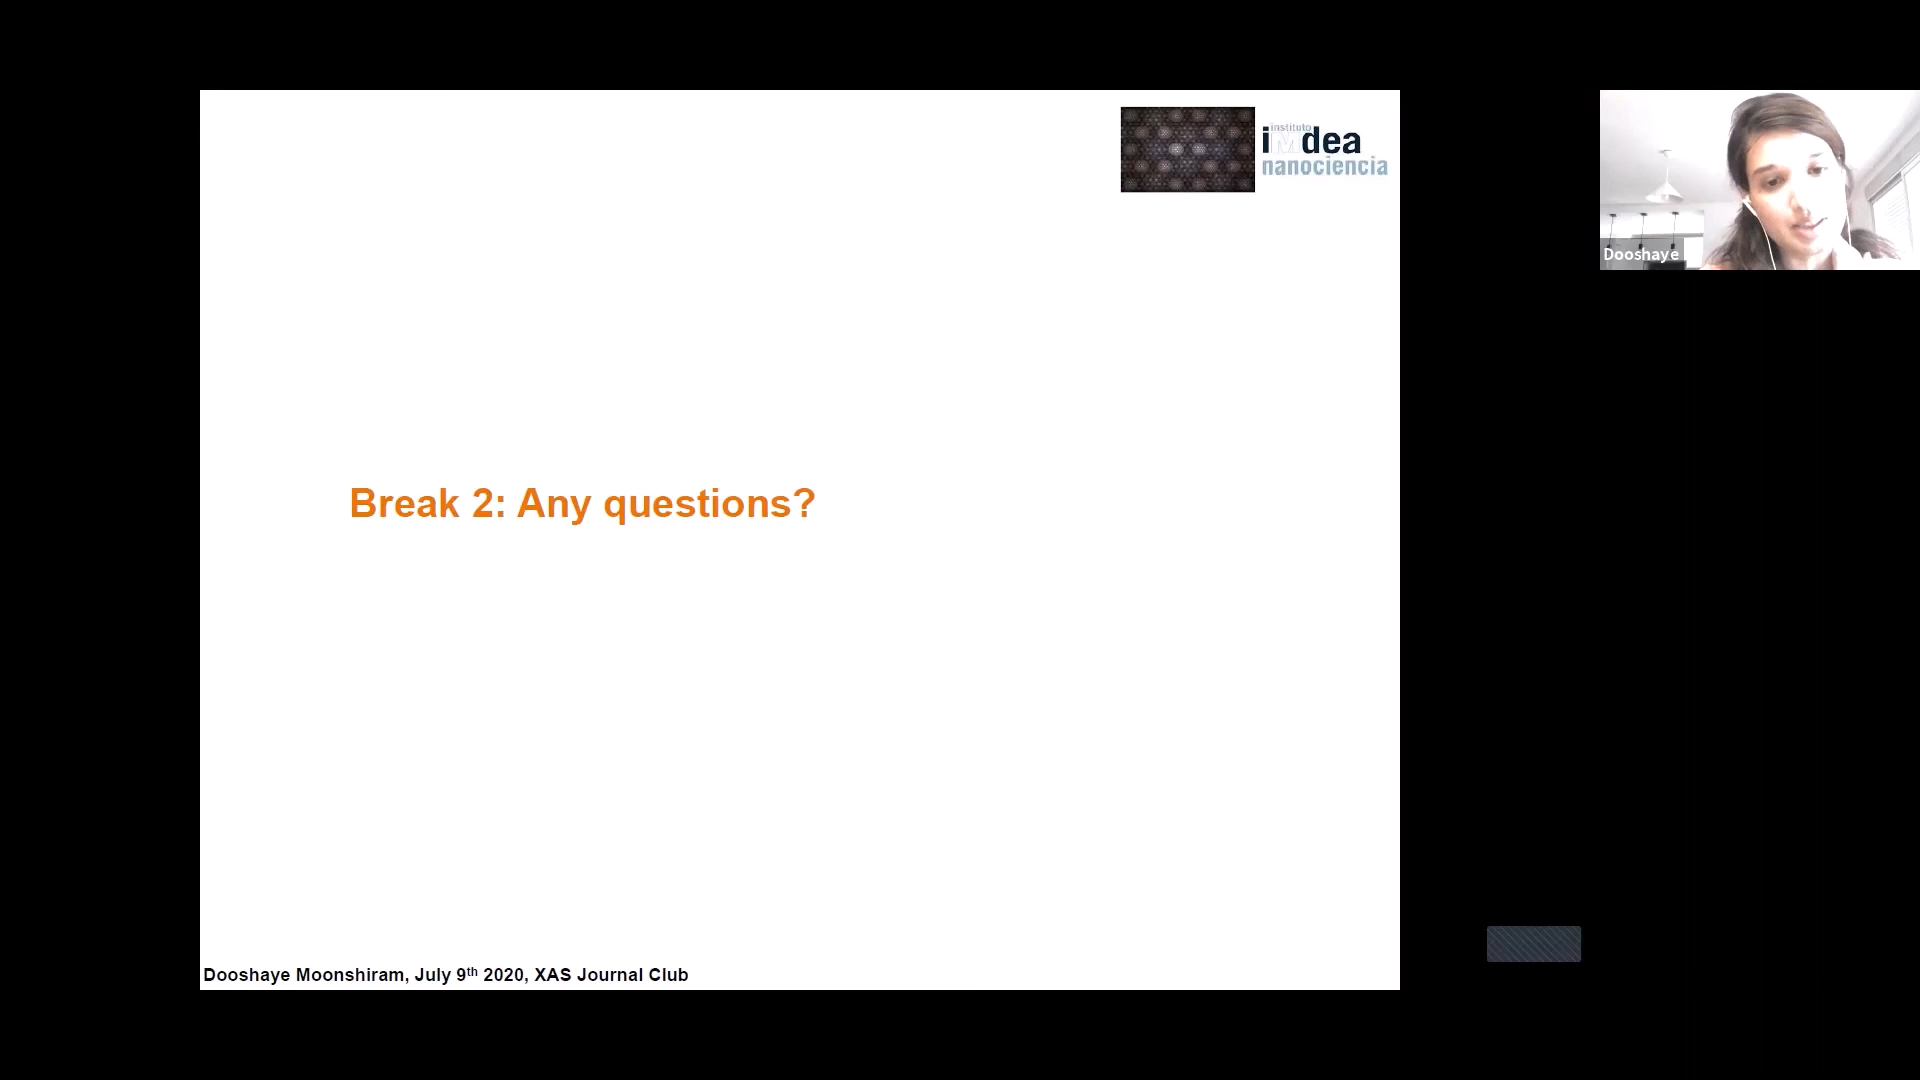 instituto
iMdea
nanociencia
Dooshaye
Break 2: Any questions?
Dooshaye Moonshiram, July 9th 2020, XAS Journal Club